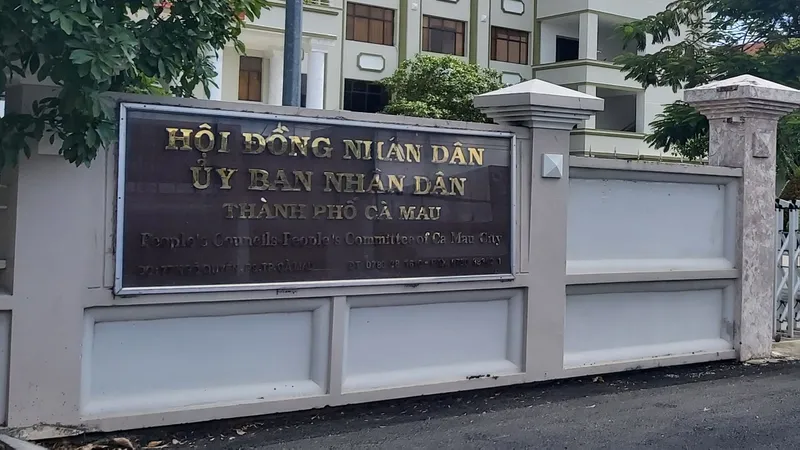 HỘI ĐỒNG NHÂN DÂN
ỦY BAN NHÂN DÂN
THÀNH PHỐ CÀ MAU
People's Councils People's Committee of Ca Mau City